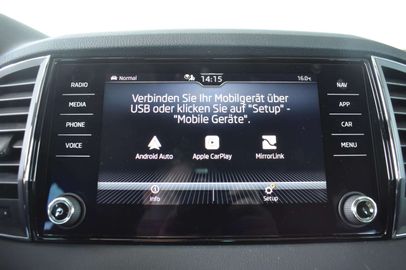 Normal 14:15 16.04
RADIO
MEDIA
PHONE
VOICE
Verbinden Sie Ihr Mobilgerät über
USB oder klicken Sie auf "Setup" -
"Mobile Geräte".
Android Auto Apple CarPlay MirrorLink
Info Setup
NAV
APP
CAR
MENU